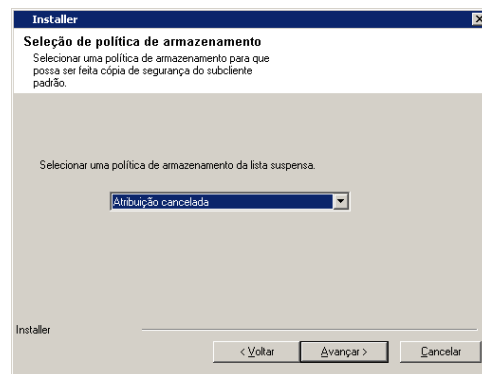 Installer
Seleção de política de armazenamento
Selecionar uma política de armazenamento para que
possa ser feita cópia de segurança do subcliente
padrão.
Selecionar uma política de armazenamento da lista suspensa.
Atribuição cancelada
Installer
< Voltar Avançar > Cancelar